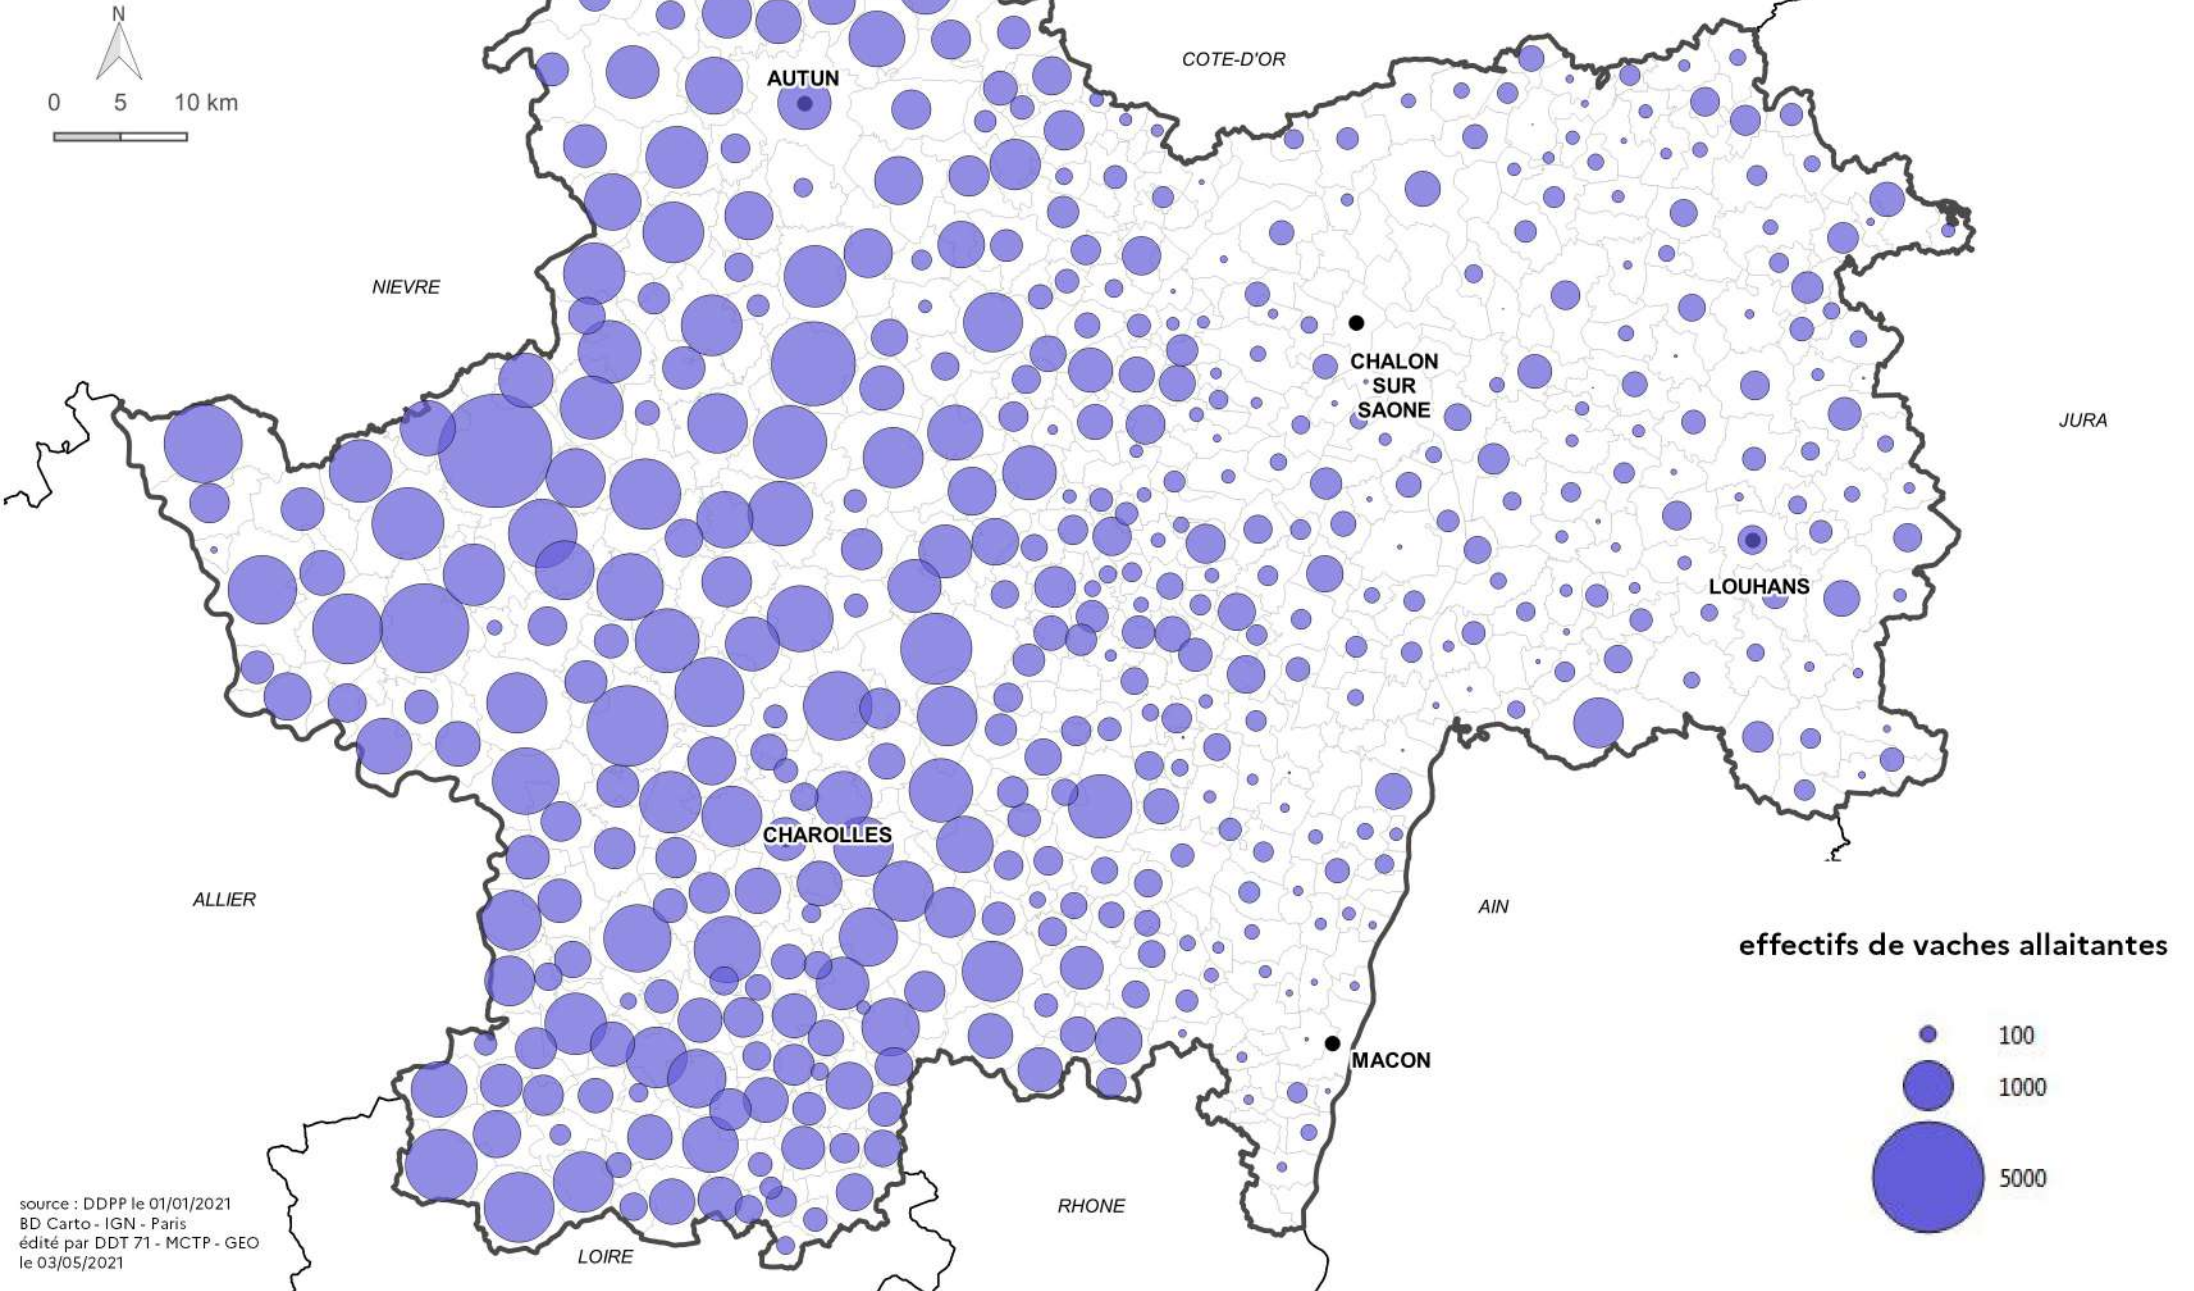 N
0 5 10 km
COTE-D'OR
AUTUN
NIEVRE
CHALON
SUR
SAONE
JURA
LOUHANS
CHAROLLES
ALLIER
AIN
effectifs de vaches allaitantes
100
1000
5000
MACON
RHONE
LOIRE
source : DDPP le 01/01/2021
BD Carto - IGN - Paris
édité par DDT 71 - MCTP - GEO
le 03/05/2021